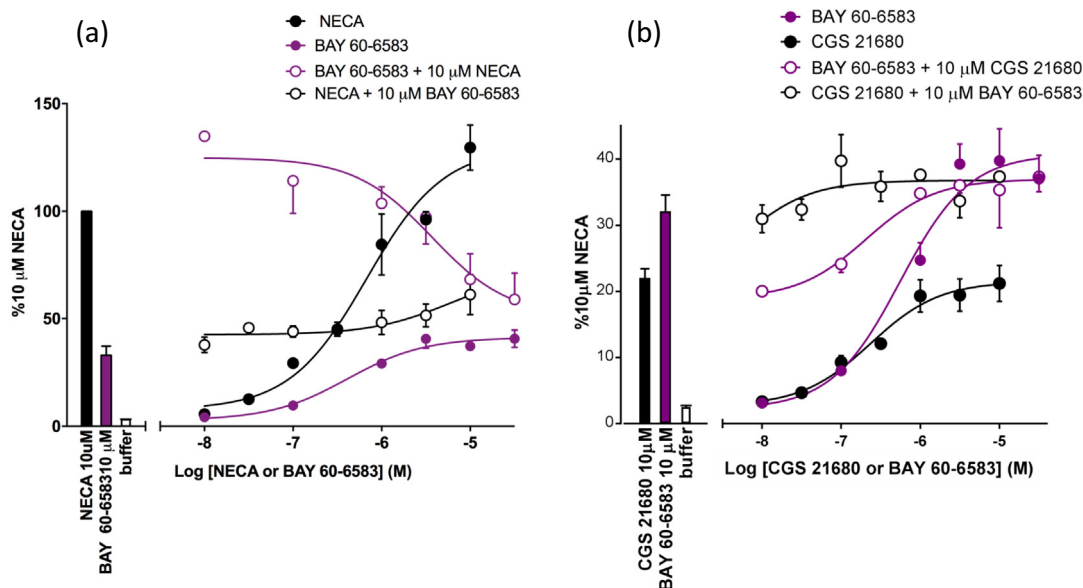 (a)
NECA
BAY 60-6583
BAY 60-6583 + 10 μM NECA
NECA + 10 μM BAY 60-6583
%10 μM NECA
150
100
50
0
-8
-7
-6
-5
Log [NECA or BAY 60-6583] (M)
NECA 10uM
BAY 60-658310 μM
buffer
(b)
BAY 60-6583
CGS 21680
BAY 60-6583 + 10 μM CGS 21680
CGS 21680 + 10 μM BAY 60-6583
%10μM NECA
40
30
20
10
0
-8
-7
-6
-5
Log [CGS 21680 or BAY 60-6583] (M)
CGS 21680 10μM
BAY 60-6583 10 μM
buffer